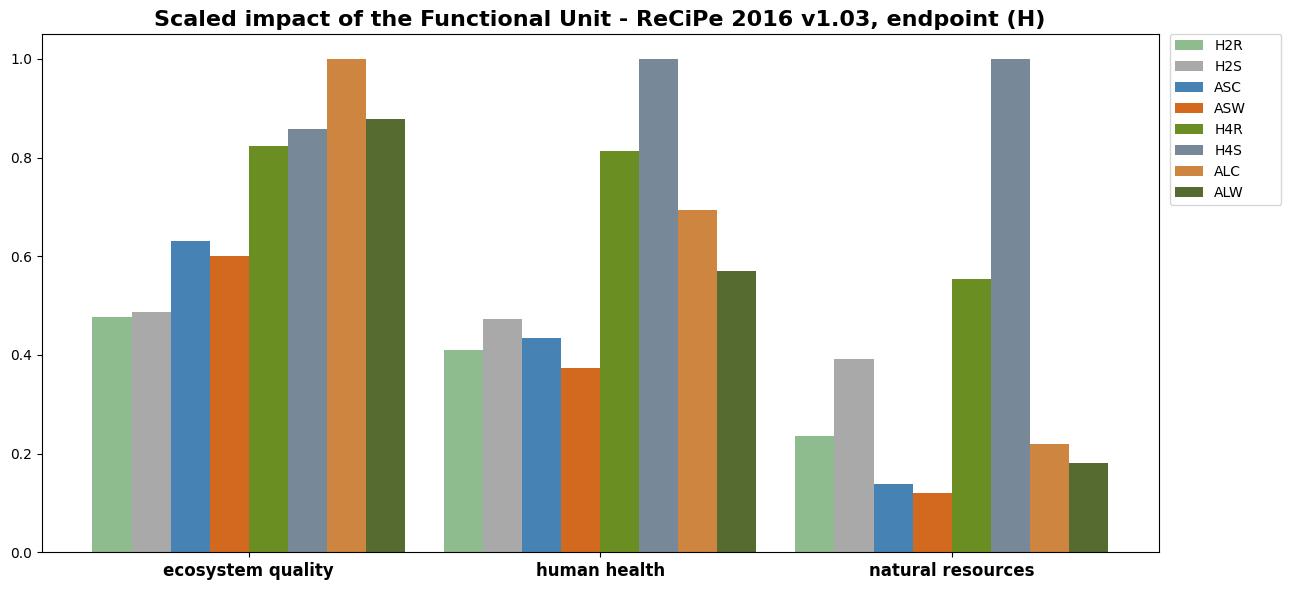 Scaled impact of the Functional Unit - ReCiPe 2016 v1.03, endpoint (H)
1.0
0.8
0.6
0.4
0.2
0.0
ecosystem quality
human health
natural resources
H2R
H2S
ASC
ASW
H4R
H4S
ALC
ALW